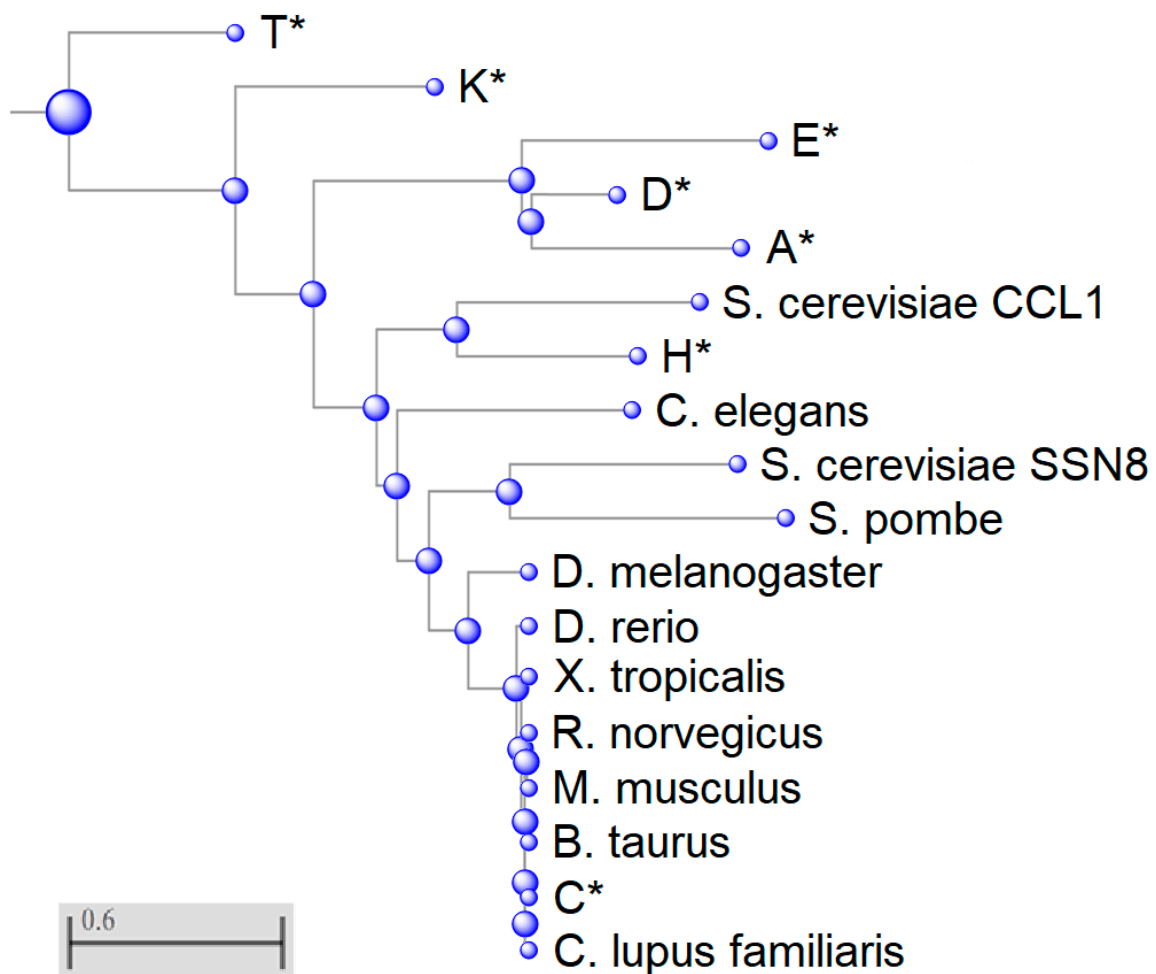 T*
K*
E*
D*
A*
S. cerevisiae CCL1
H*
C. elegans
S. cerevisiae SSN8
S. pombe
D. melanogaster
D. rerio
X. tropicalis
R. norvegicus
M. musculus
B. taurus
C*
C. lupus familiaris
0.6